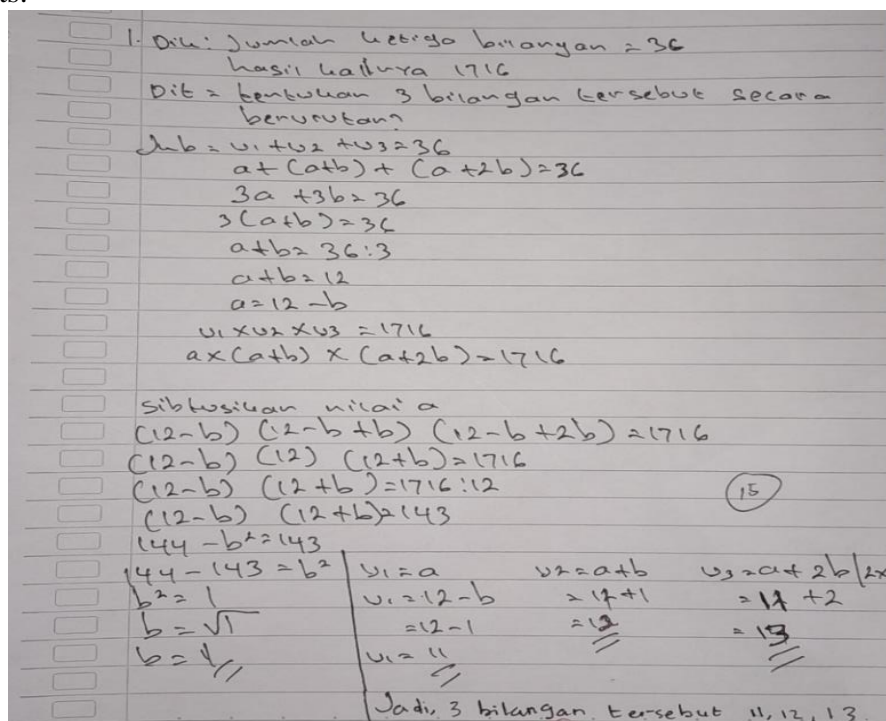 ts.
1. Dik: Jumlah ketiga bilangan = 36
hasil kalinya 1716
Dit = tentukan 3 bilangan tersebut secara
berurutan?
Jwb = U1 + U2 + U3 = 36
a + (a+b) + (a+2b) = 36
3a + 3b = 36
3(a+b) = 36
a+b = 36:3
a+b = 12
a = 12-b
U1 x U2 x U3 = 1716
a x (a+b) x (a+2b) = 1716
sibtusikan nilai a
(12-b) (12-b+b) (12-b+2b) = 1716
(12-b) (12) (12+b) = 1716
(12-b) (12+b) = 1716:12
(12-b) (12+b) = 143
15
144 - b² = 143
144 - 143 = b²
b² = 1
b = √1
b = 1
U1 = a
U1 = 12-b
= 12-1
U1 = 11
U2 = a+b
= 11+1
= 12
U3 = a+2b
= 11+2
= 13
Jadi, 3 bilangan tersebut 11, 12, 13